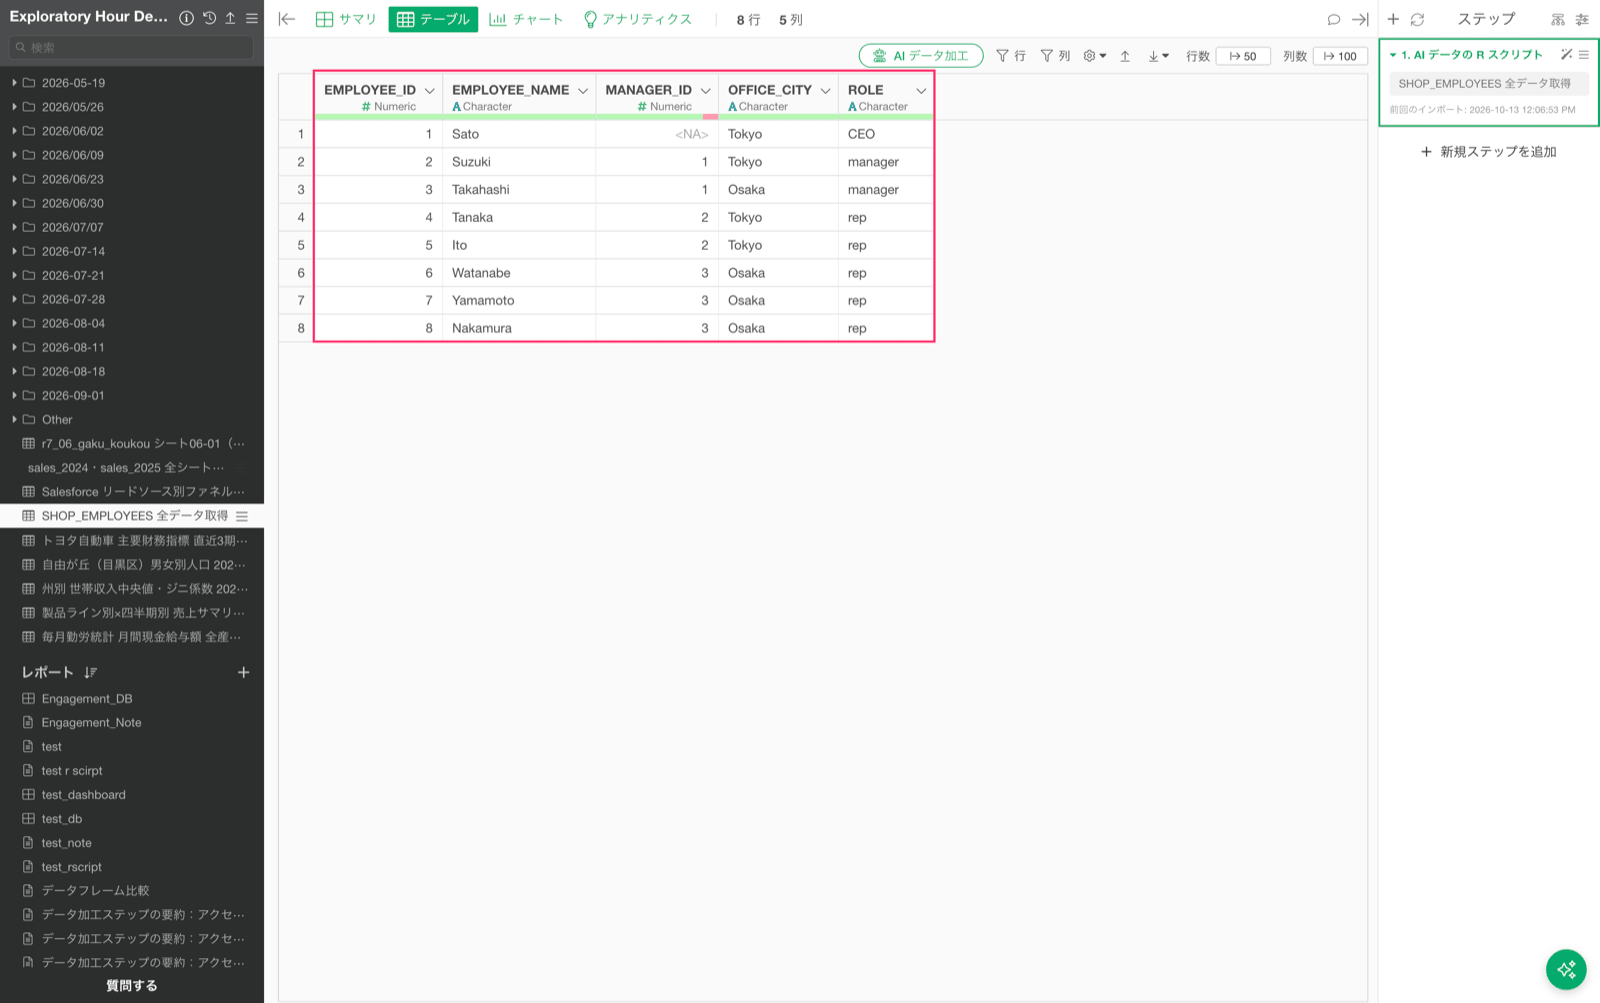 Exploratory Hour De...
検索
2026-05-19
2026/05/26
2026/06/02
2026/06/09
2026/06/23
2026/06/30
2026/07/07
2026-07-14
2026-07-21
2026-07-28
2026-08-04
2026-08-11
2026-08-18
2026-09-01
Other
r7_06_gaku_koukou シート06-01（…
sales_2024・sales_2025 全シート…
Salesforce リードソース別ファネル…
SHOP_EMPLOYEES 全データ取得
トヨタ自動車 主要財務指標 直近3期…
自由が丘（目黒区）男女別人口 202…
州別 世帯収入中央値・ジニ係数 202…
製品ライン別×四半期別 売上サマリ…
毎月勤労統計 月間現金給与額 全産…
レポート
Engagement_DB
Engagement_Note
test
test r scirpt
test_dashboard
test_db
test_note
test_rscript
データフレーム比較
データ加工ステップの要約：アクセ…
データ加工ステップの要約：アクセ…
データ加工ステップの要約：アクセ…
質問する
サマリ テーブル チャート アナリティクス 8 行 5 列
AI データ加工 行 列 行数 50 列数 100
EMPLOYEE_ID EMPLOYEE_NAME MANAGER_ID OFFICE_CITY ROLE
# Numeric A Character # Numeric A Character A Character
1 1 Sato <NA> Tokyo CEO
2 2 Suzuki 1 Tokyo manager
3 3 Takahashi 1 Osaka manager
4 4 Tanaka 2 Tokyo rep
5 5 Ito 2 Tokyo rep
6 6 Watanabe 3 Osaka rep
7 7 Yamamoto 3 Osaka rep
8 8 Nakamura 3 Osaka rep
ステップ
1. AI データの R スクリプト
SHOP_EMPLOYEES 全データ取得
前回のインポート: 2026-10-13 12:06:53 PM
+ 新規ステップを追加